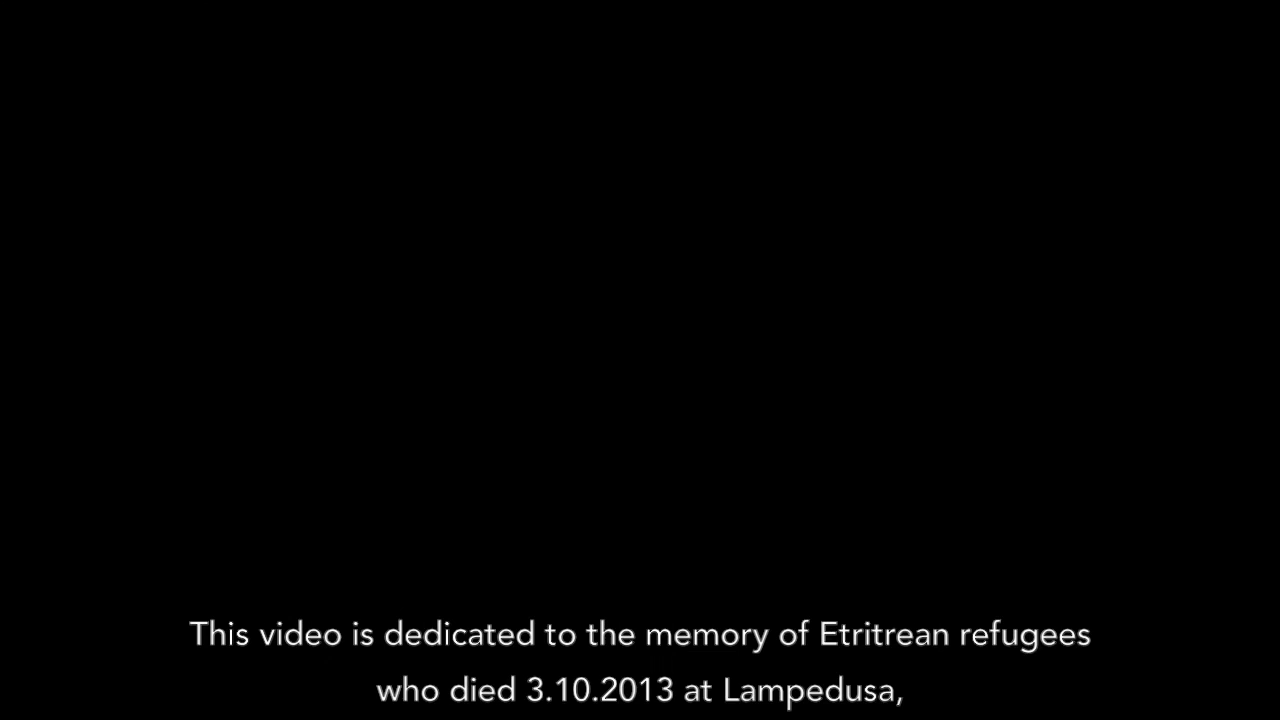 This video is dedicated to the memory of Etritrean refugees
who died 3.10.2013 at Lampedusa,